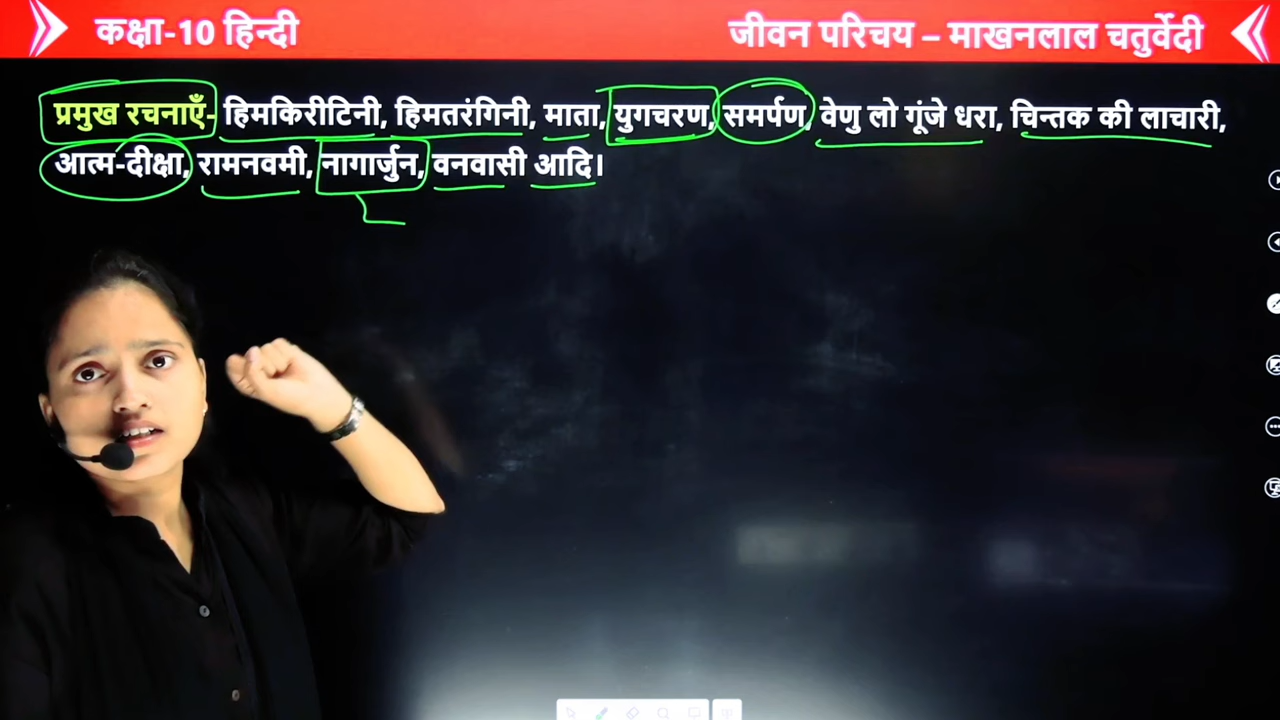 कक्षा-10 हिन्दी
जीवन परिचय – माखनलाल चतुर्वेदी
प्रमुख रचनाएँ- हिमकिरीटिनी, हिमतरंगिनी, माता, युगचरण, समर्पण, वेणु लो गूंजे धरा, चिन्तक की लाचारी,
आत्म-दीक्षा, रामनवमी, नागार्जुन, वनवासी आदि।